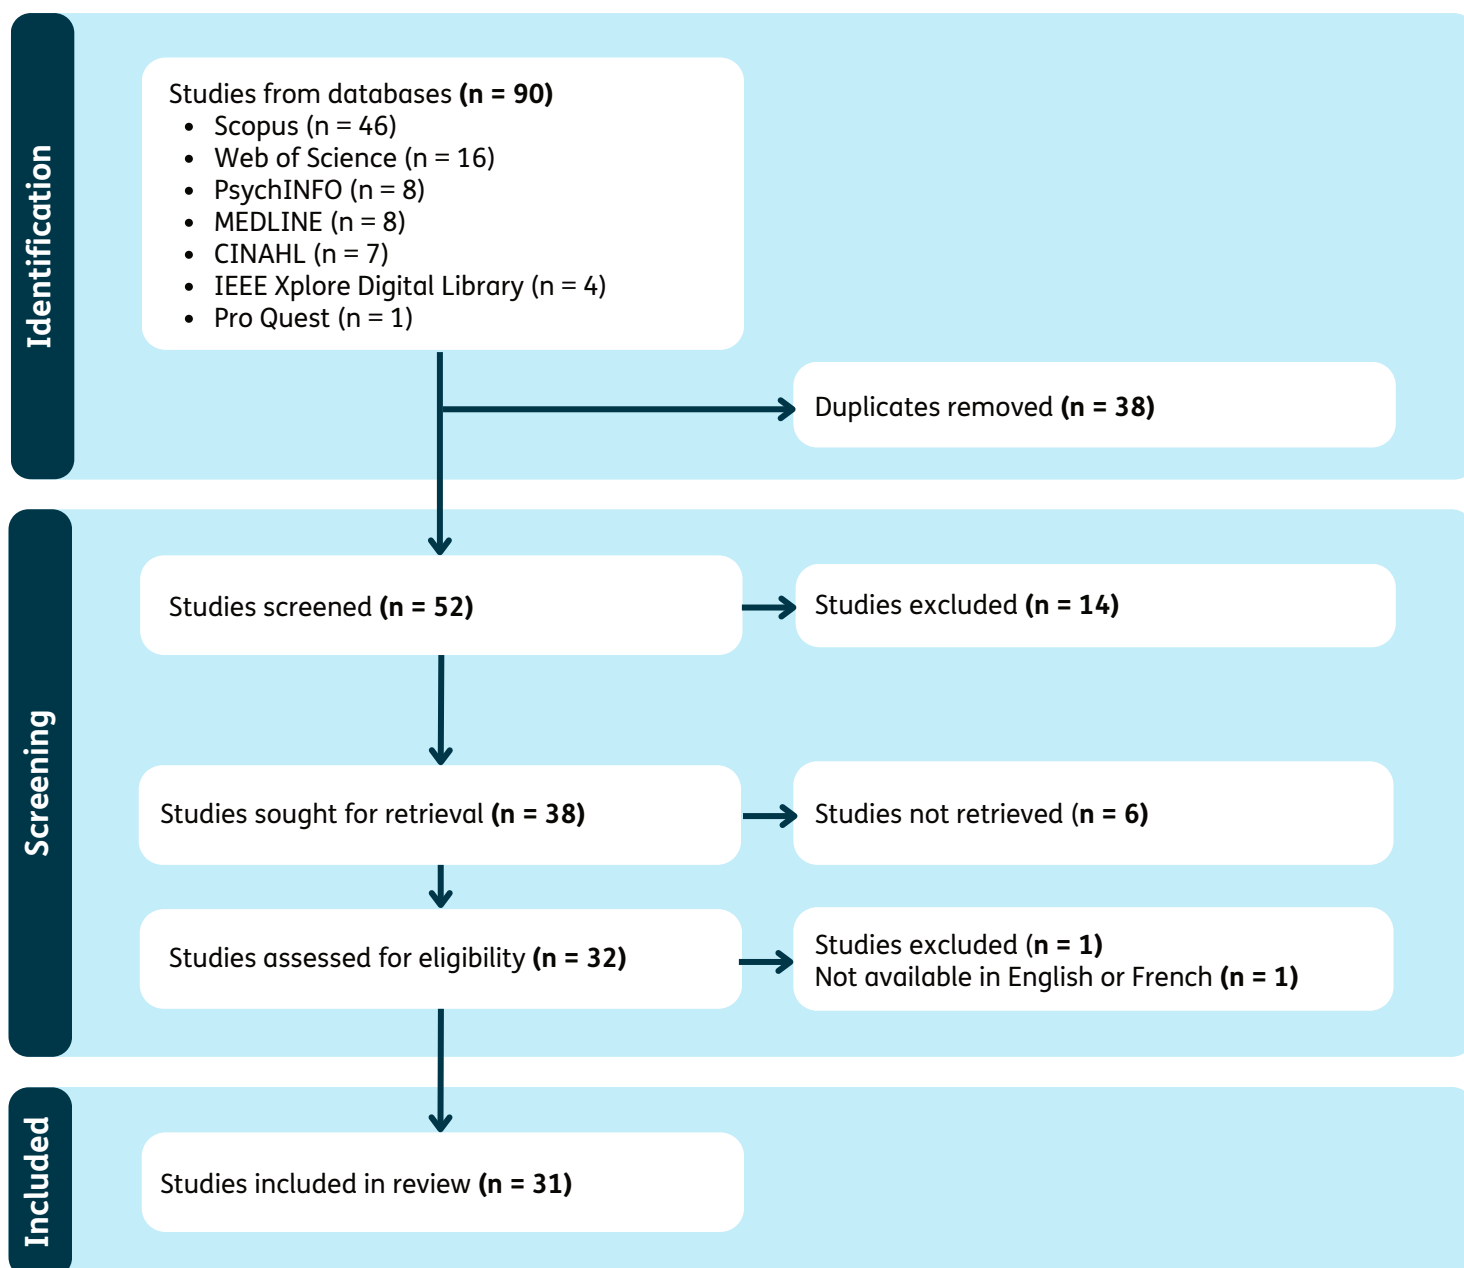 Identification
Studies from databases (n = 90)
• Scopus (n = 46)
• Web of Science (n = 16)
• PsychINFO (n = 8)
• MEDLINE (n = 8)
• CINAHL (n = 7)
• IEEE Xplore Digital Library (n = 4)
• Pro Quest (n = 1)
Duplicates removed (n = 38)
Screening
Studies screened (n = 52)
Studies excluded (n = 14)
Studies sought for retrieval (n = 38)
Studies not retrieved (n = 6)
Studies assessed for eligibility (n = 32)
Studies excluded (n = 1)
Not available in English or French (n = 1)
Included
Studies included in review (n = 31)